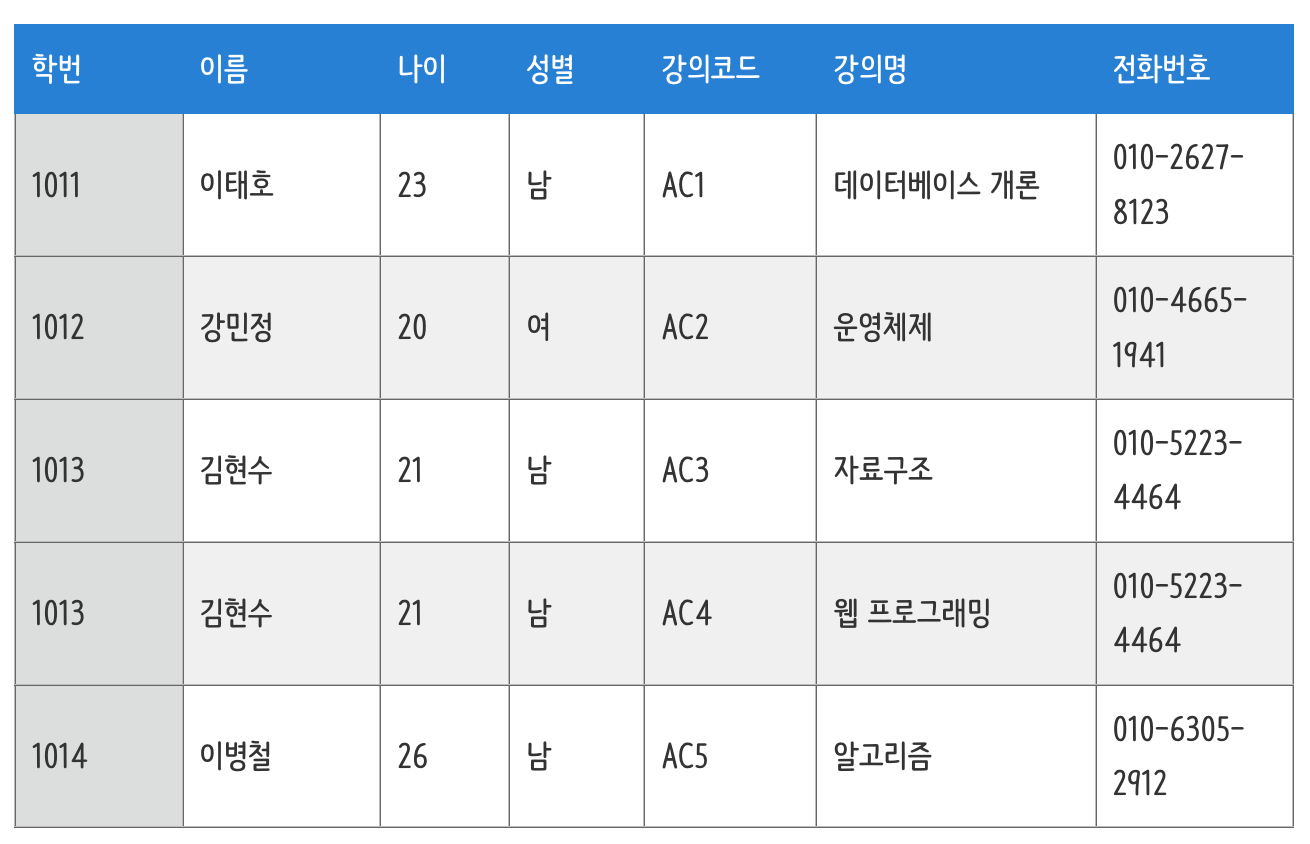 학번 이름 나이 성별 강의코드 강의명 전화번호
1011 이태호 23 남 AC1 데이터베이스 개론 010-2627-
8123
1012 강민정 20 여 AC2 운영체제 010-4665-
1941
1013 김현수 21 남 AC3 자료구조 010-5223-
4464
1013 김현수 21 남 AC4 웹 프로그래밍 010-5223-
4464
1014 이병철 26 남 AC5 알고리즘 010-6305-
2912